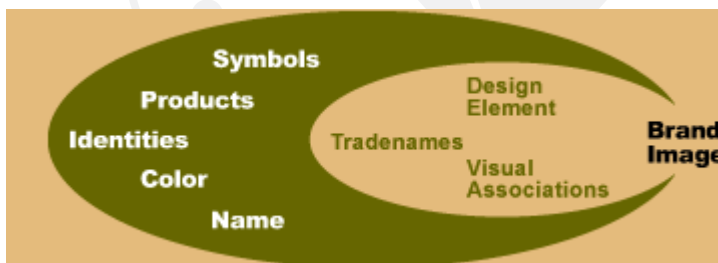 Symbols
Products
Identities
Color
Name
Design
Element
Tradenames
Visual
Associations
Brand
Image